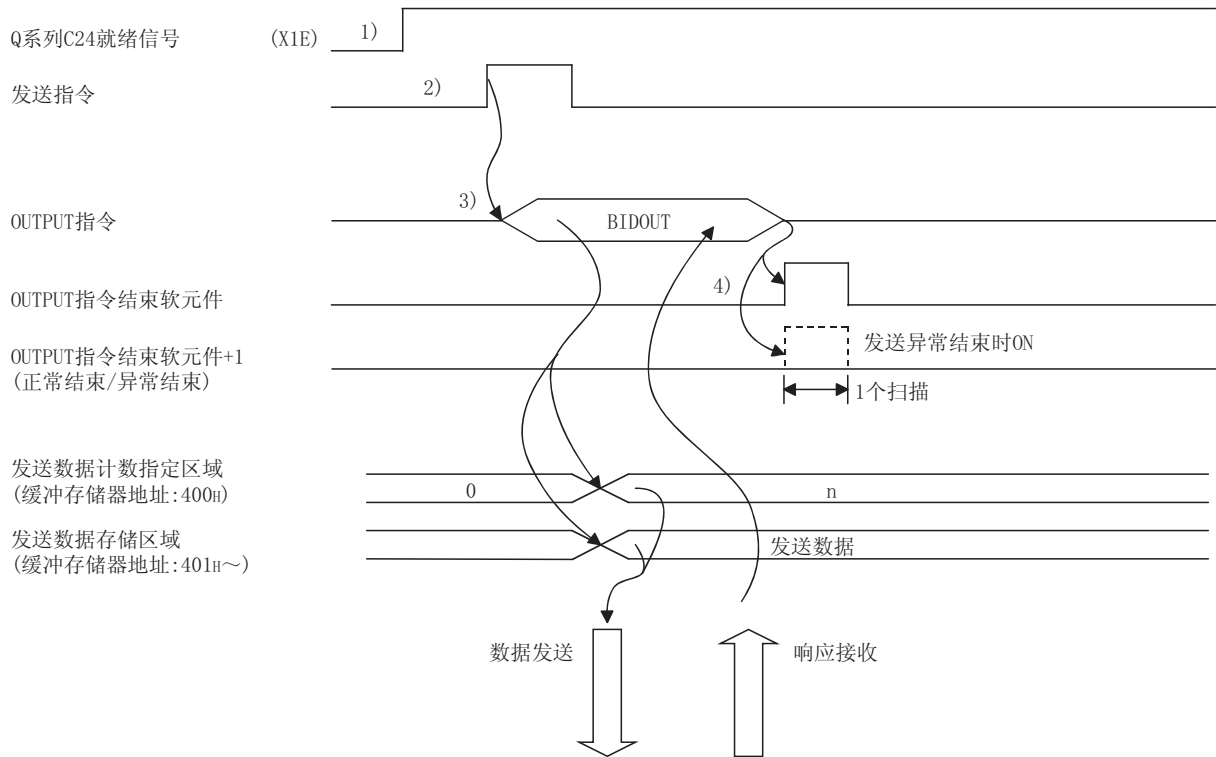 Q系列C24就绪信号 (X1E) 1)
发送指令 2)
3)
OUTPUT指令 BIDOUT
4)
OUTPUT指令结束软元件
发送异常结束时ON
OUTPUT指令结束软元件+1
(正常结束/异常结束)
1个扫描
发送数据计数指定区域
(缓冲存储器地址:400H) 0 n
发送数据存储区域
发送数据
(缓冲存储器地址:401H～)
数据发送 响应接收